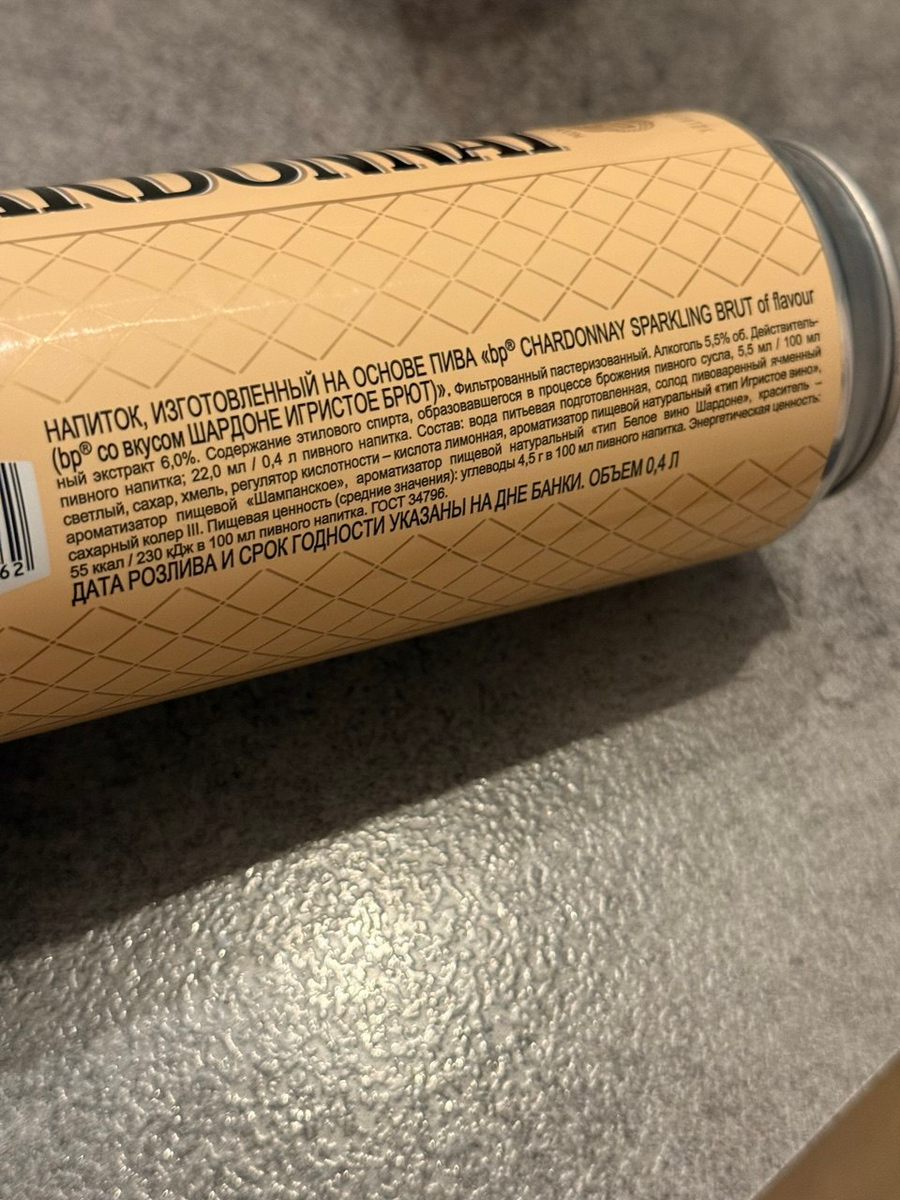 CHARDONNAY
НАПИТОК, ИЗГОТОВЛЕННЫЙ НА ОСНОВЕ ПИВА «bp® CHARDONNAY SPARKLING BRUT of flavour
(bp® со вкусом ШАРДОНЕ ИГРИСТОЕ БРЮТ)». Фильтрованный пастеризованный. Алкоголь 5,5% об. Действитель-
ный экстракт 6,0%. Содержание этилового спирта, образовавшегося в процессе брожения пивного сусла, 5,5 мл / 100 мл
пивного напитка; 22,0 мл / 0,4 л пивного напитка. Состав: вода питьевая подготовленная, солод пивоваренный ячменный
светлый, сахар, хмель, регулятор кислотности – кислота лимонная, ароматизатор пищевой натуральный «тип Игристое вино»,
ароматизатор пищевой «Шампанское», ароматизатор пищевой натуральный «тип Белое вино Шардоне», краситель –
сахарный колер III. Пищевая ценность (средние значения): углеводы 4,5 г в 100 мл пивного напитка. Энергетическая ценность:
55 ккал / 230 кДж в 100 мл пивного напитка. ГОСТ 34796.
ДАТА РОЗЛИВА И СРОК ГОДНОСТИ УКАЗАНЫ НА ДНЕ БАНКИ. ОБЪЕМ 0,4 Л
62